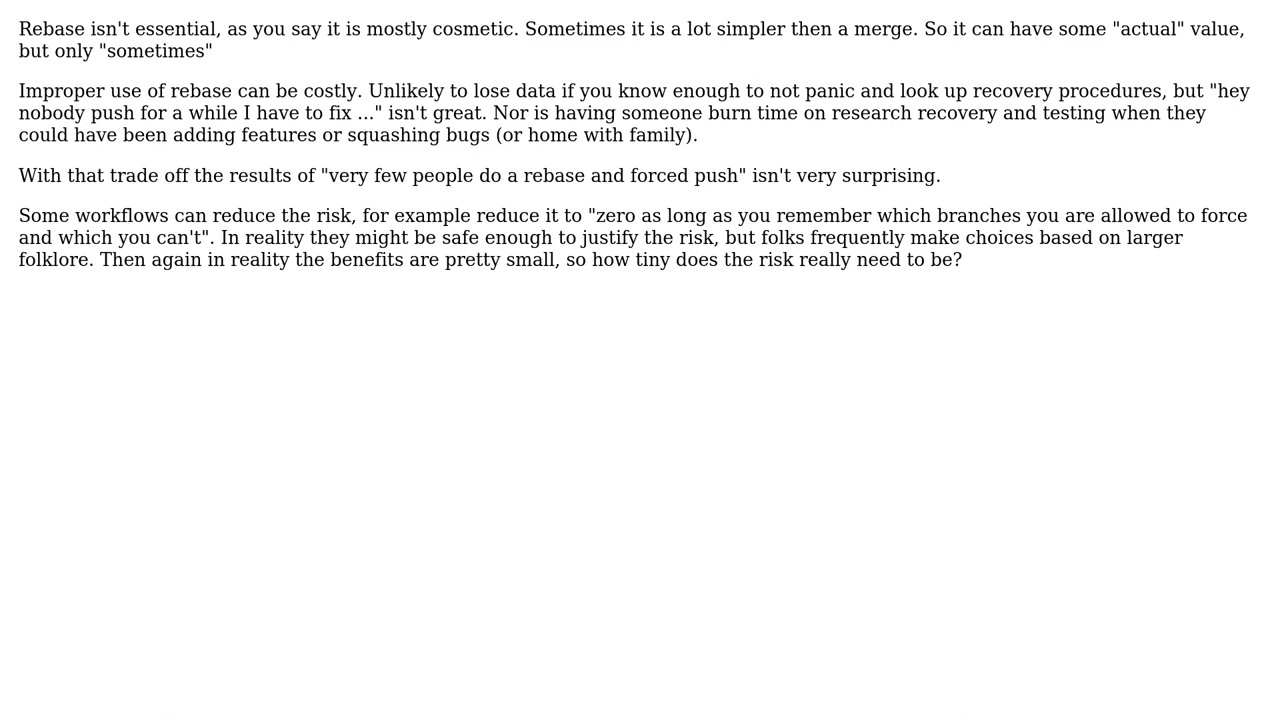 Rebase isn't essential, as you say it is mostly cosmetic. Sometimes it is a lot simpler then a merge. So it can have some "actual" value,
but only "sometimes"
Improper use of rebase can be costly. Unlikely to lose data if you know enough to not panic and look up recovery procedures, but "hey
nobody push for a while I have to fix ..." isn't great. Nor is having someone burn time on research recovery and testing when they
could have been adding features or squashing bugs (or home with family).
With that trade off the results of "very few people do a rebase and forced push" isn't very surprising.
Some workflows can reduce the risk, for example reduce it to "zero as long as you remember which branches you are allowed to force
and which you can't". In reality they might be safe enough to justify the risk, but folks frequently make choices based on larger
folklore. Then again in reality the benefits are pretty small, so how tiny does the risk really need to be?